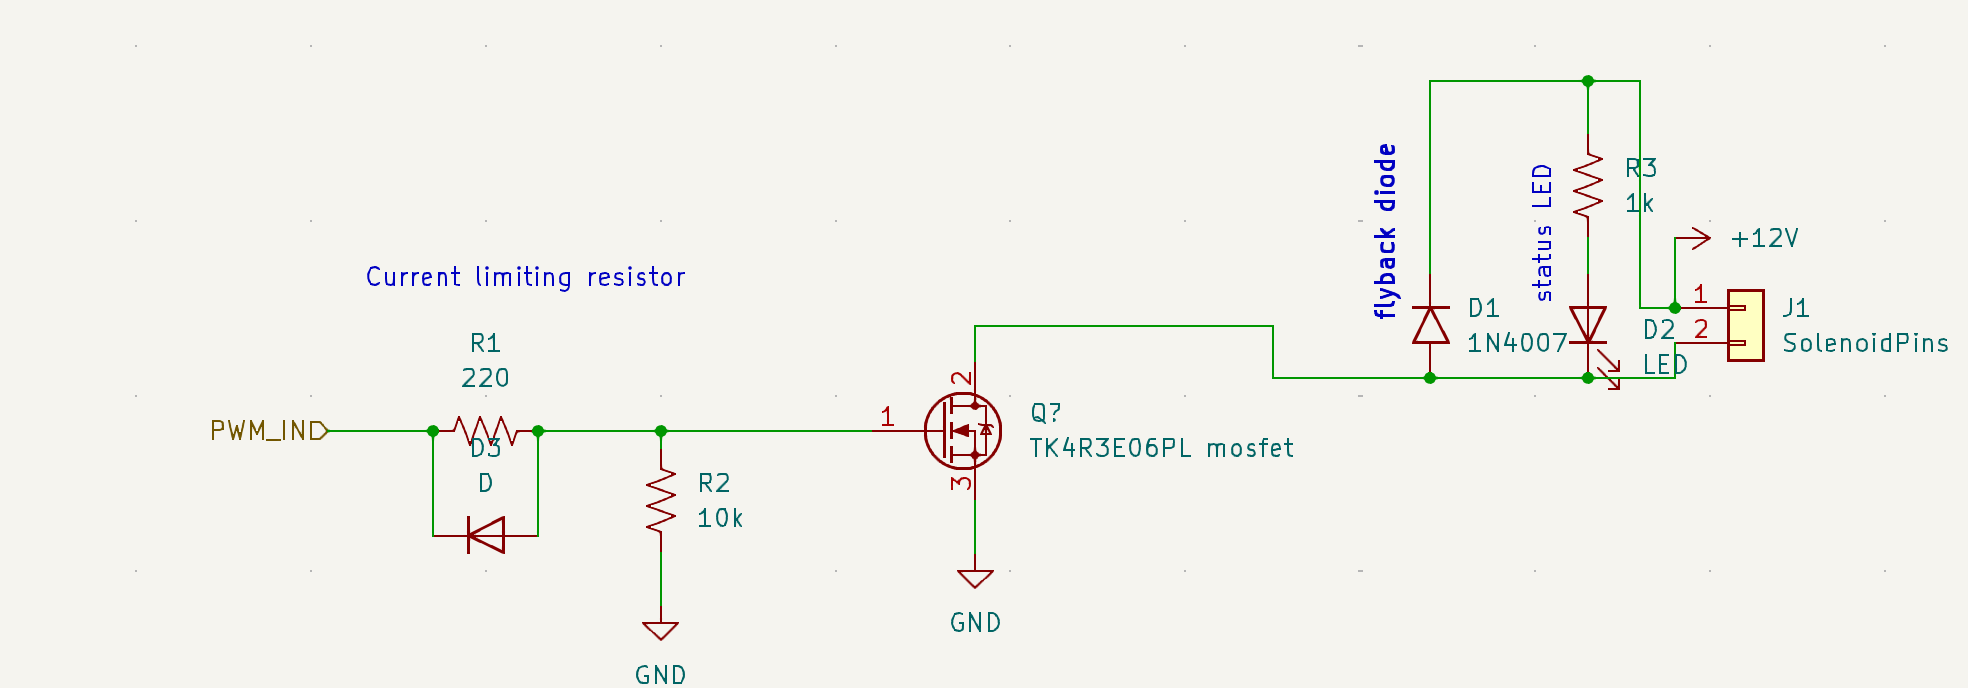 flyback diode
status LED
R3
1k
+12V
Current limiting resistor
1
J1
D1
2
D2
SolenoidPins
1N4007
LED
R1
220
2
1
Q?
PWM_IN
TK4R3E06PL mosfet
D3
D
3
R2
10k
GND
GND